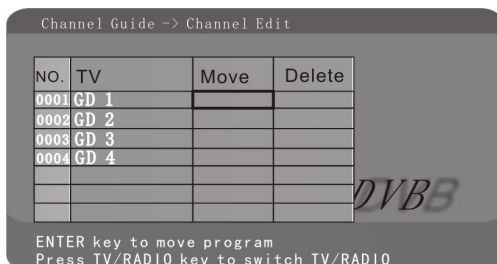 Channel Guide -> Channel Edit
NO. TV Move Delete
0001 GD 1
0002 GD 2
0003 GD 3
0004 GD 4
DVB
ENTER key to move program
Press TV/RADIO key to switch TV/RADIO